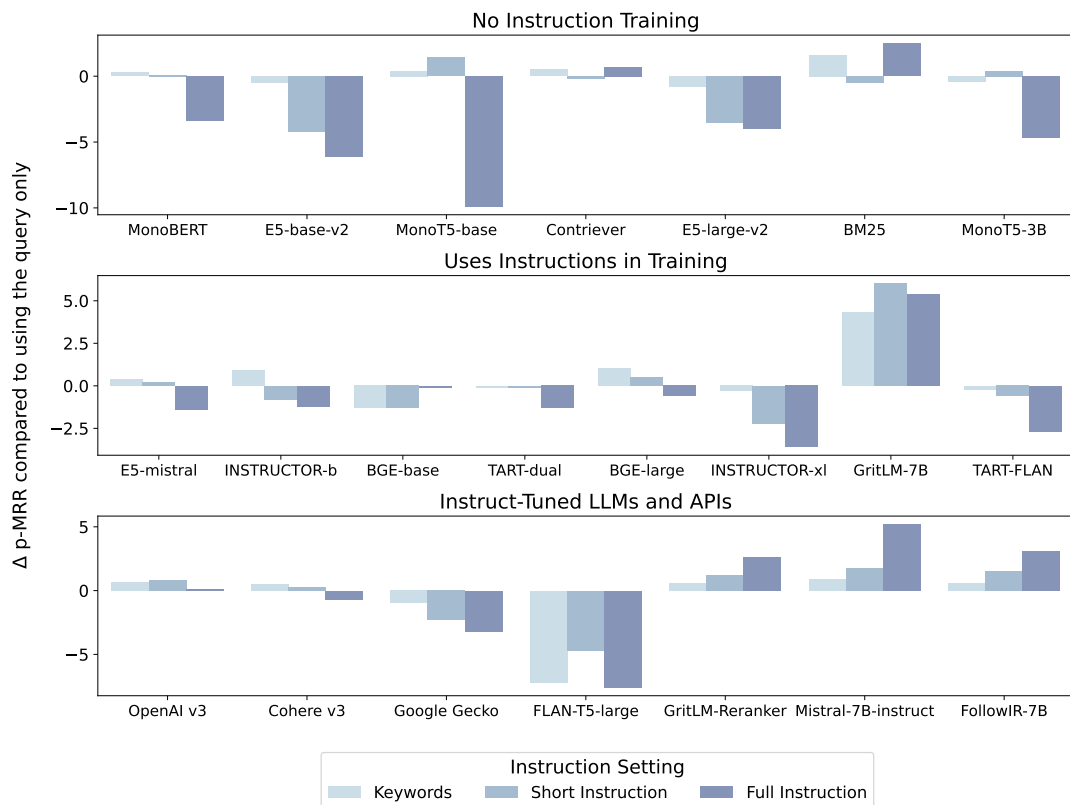 No Instruction Training
0
−5
−10
MonoBERT E5-base-v2 MonoT5-base Contriever E5-large-v2 BM25 MonoT5-3B
Δ p-MRR compared to using the query only
Uses Instructions in Training
5.0
2.5
0.0
−2.5
E5-mistral INSTRUCTOR-b BGE-base TART-dual BGE-large INSTRUCTOR-xl GritLM-7B TART-FLAN
Instruct-Tuned LLMs and APIs
5
0
−5
OpenAI v3 Cohere v3 Google Gecko FLAN-T5-large GritLM-Reranker Mistral-7B-instruct FollowIR-7B
Instruction Setting
Keywords Short Instruction Full Instruction